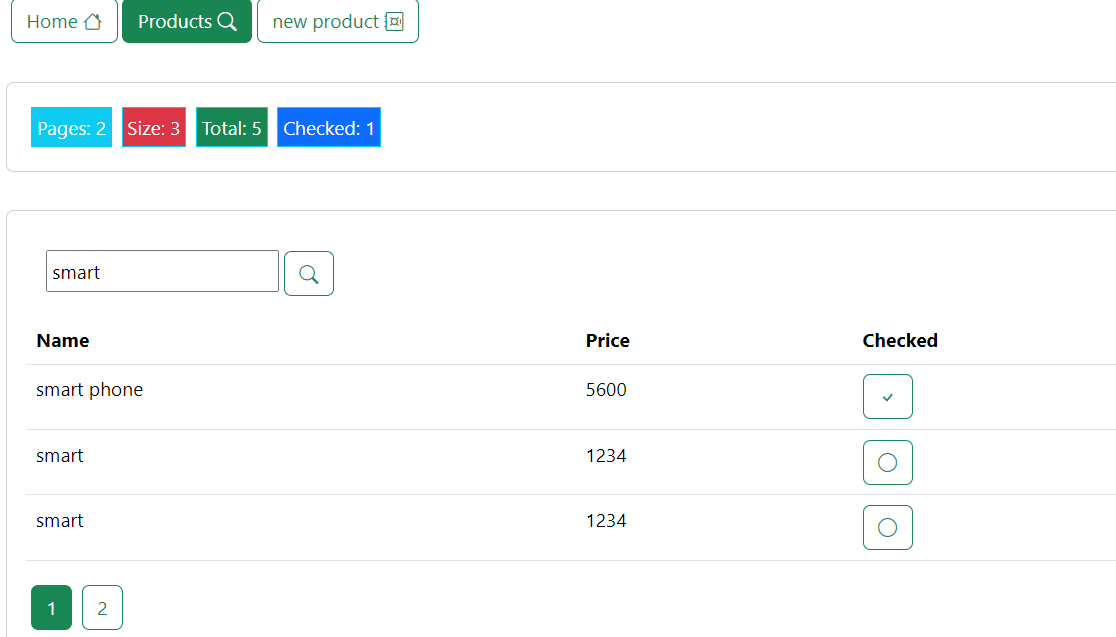 Home Products new product
Pages: 2 Size: 3 Total: 5 Checked: 1
smart
Name Price Checked
smart phone 5600
smart 1234
smart 1234
1 2